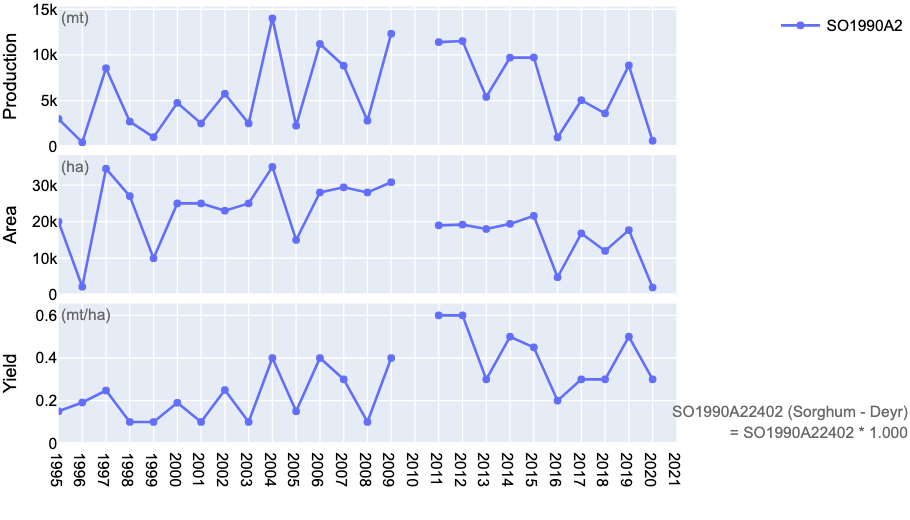 SO1990A2
Production
(mt)
15k
10k
5k
0
Area
(ha)
30k
20k
10k
0
Yield
(mt/ha)
0.6
0.4
0.2
0
1995
1996
1997
1998
1999
2000
2001
2002
2003
2004
2005
2006
2007
2008
2009
2010
2011
2012
2013
2014
2015
2016
2017
2018
2019
2020
2021
SO1990A22402 (Sorghum - Deyr)
= SO1990A22402 * 1.000